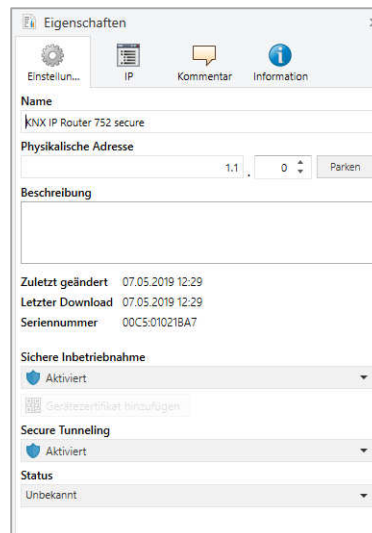 Eigenschaften
Einstellun... IP Kommentar Information
Name
KNX IP Router 752 secure
Physikalische Adresse
1.1 . 0 Parken
Beschreibung
Zuletzt geändert 07.05.2019 12:29
Letzter Download 07.05.2019 12:29
Seriennummer 00C5:01021BA7
Sichere Inbetriebnahme
Aktiviert
Gerätezertifikat hinzufügen
Secure Tunneling
Aktiviert
Status
Unbekannt